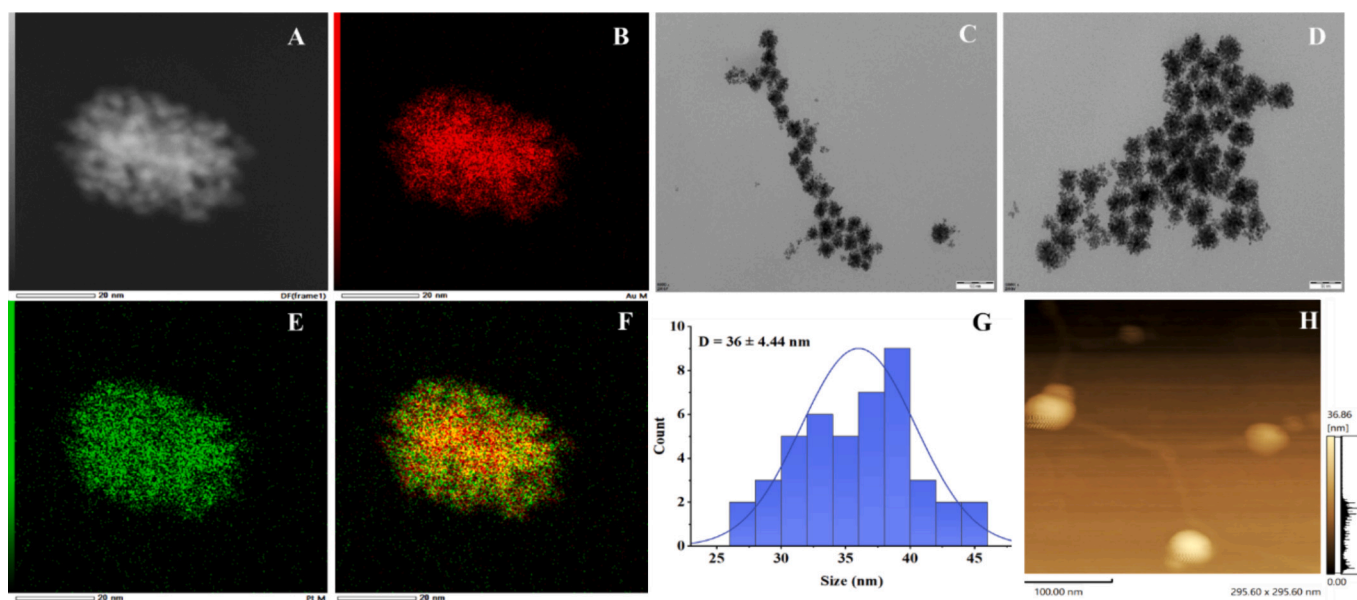 A
B
C
D
20 nm
DF(frame1)
20 nm
Au M
E
F
G
H
20 nm
20 nm
D = 36 ± 4.44 nm
10
8
6
4
2
0
Count
25
30
35
40
45
Size (nm)
36.86
[nm]
0.00
100.00 nm
295.60 x 295.60 nm